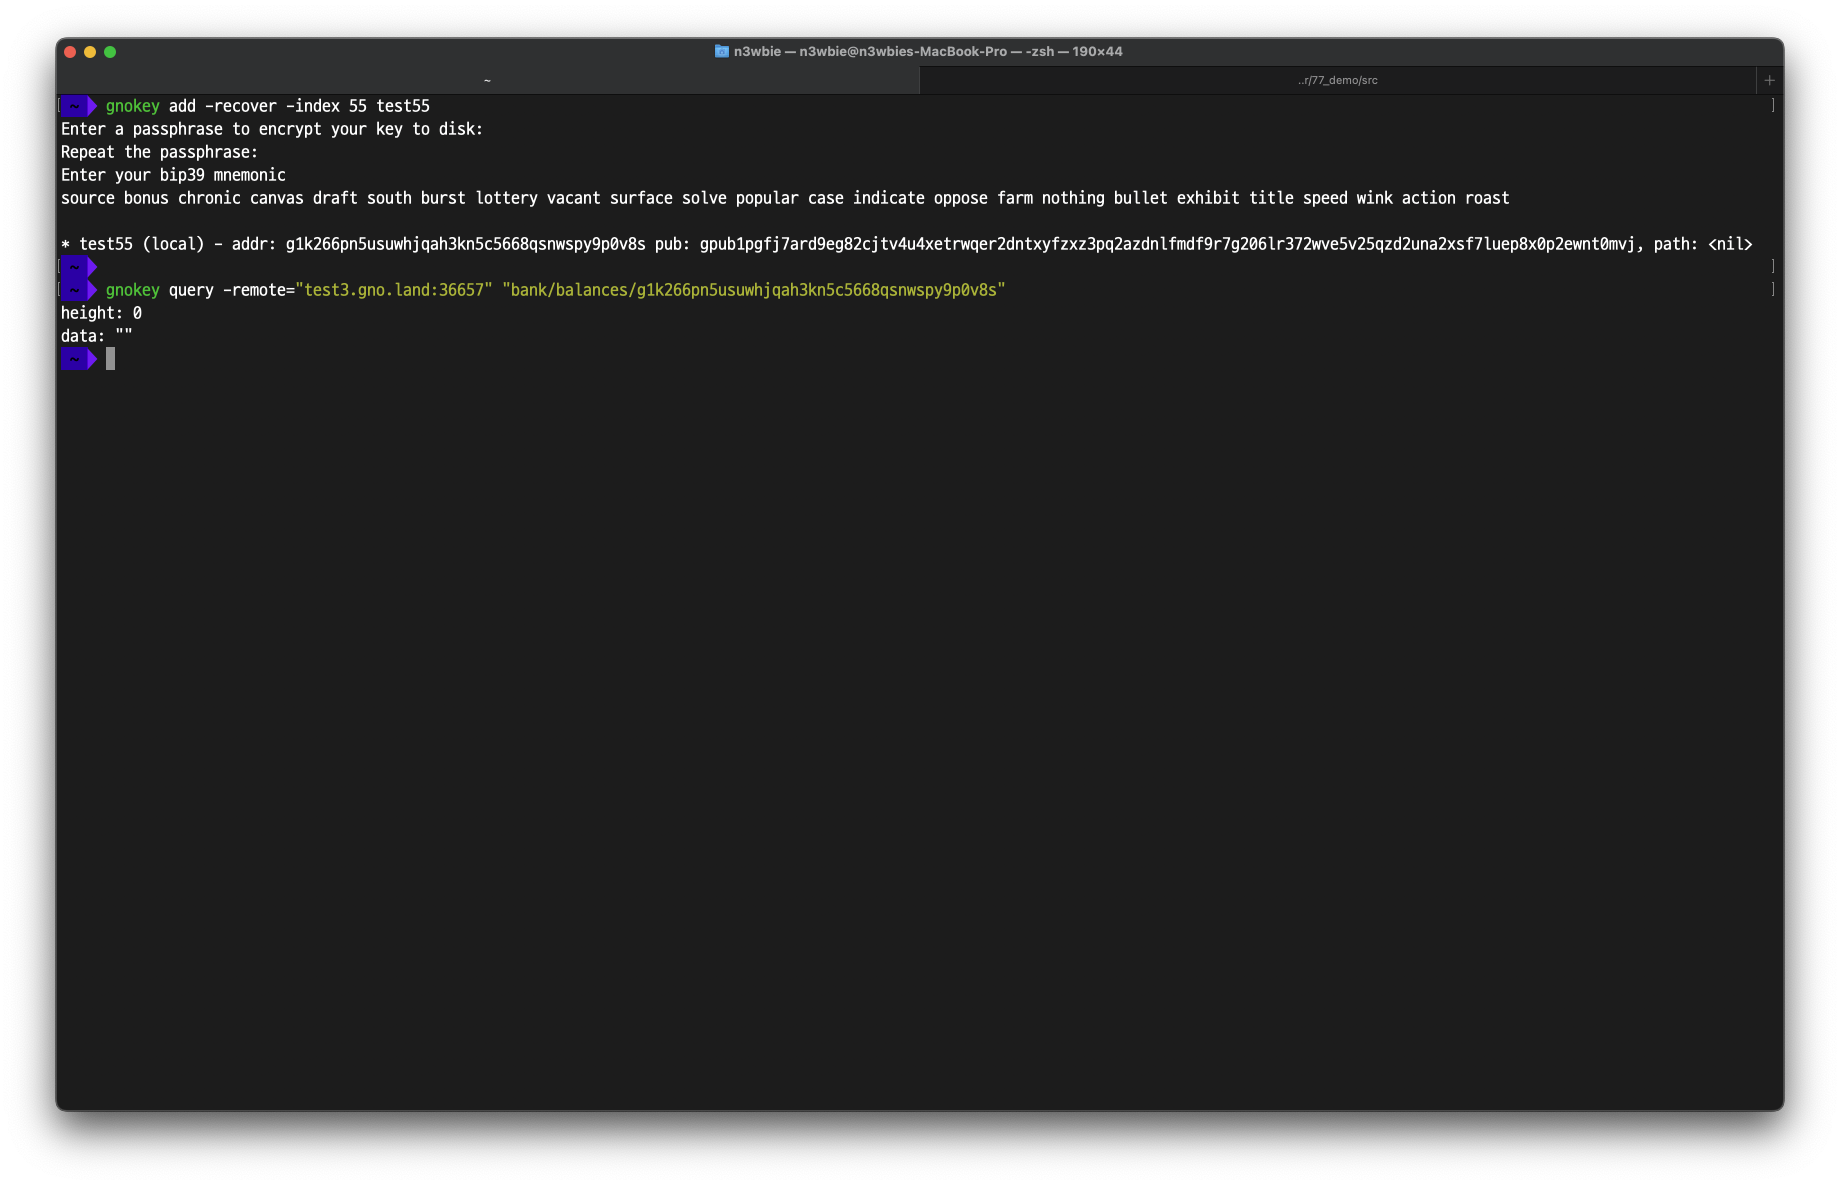 n3wbie — n3wbie@n3wbies-MacBook-Pro — -zsh — 190×44
~
..r/77_demo/src
+
[ ~ gnokey add -recover -index 55 test55 ]
Enter a passphrase to encrypt your key to disk:
Repeat the passphrase:
Enter your bip39 mnemonic
source bonus chronic canvas draft south burst lottery vacant surface solve popular case indicate oppose farm nothing bullet exhibit title speed wink action roast
* test55 (local) - addr: g1k266pn5usuwhjqah3kn5c5668qsnwspy9p0v8s pub: gpub1pgfj7ard9eg82cjtv4u4xetrwqer2dntxyfzxz3pq2azdnlfmdf9r7g206lr372wve5v25qzd2una2xsf7luep8x0p2ewnt0mvj, path: <nil>
[ ~ ]
[ ~ gnokey query -remote="test3.gno.land:36657" "bank/balances/g1k266pn5usuwhjqah3kn5c5668qsnwspy9p0v8s" ]
height: 0
data: ""
~